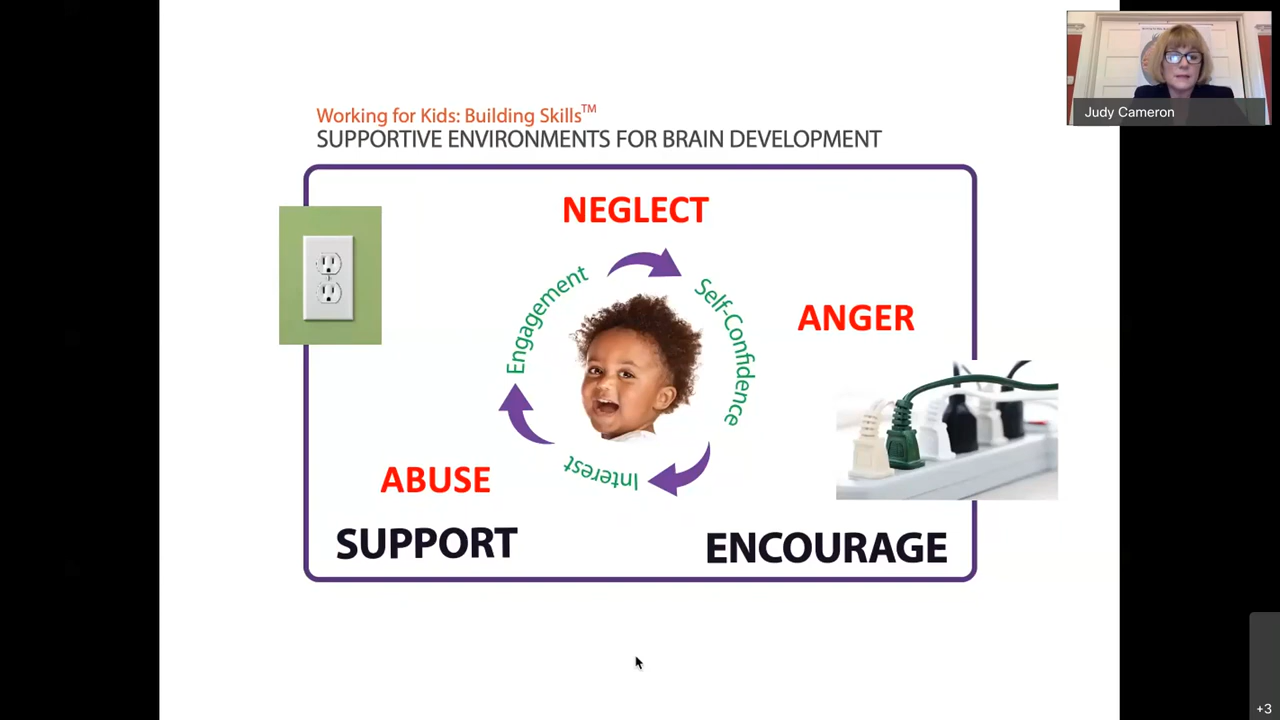 Working for Kids: Building Skills™
SUPPORTIVE ENVIRONMENTS FOR BRAIN DEVELOPMENT
Judy Cameron
NEGLECT
Engagement
Self-Confidence
ANGER
Interest
ABUSE
SUPPORT
ENCOURAGE
+3